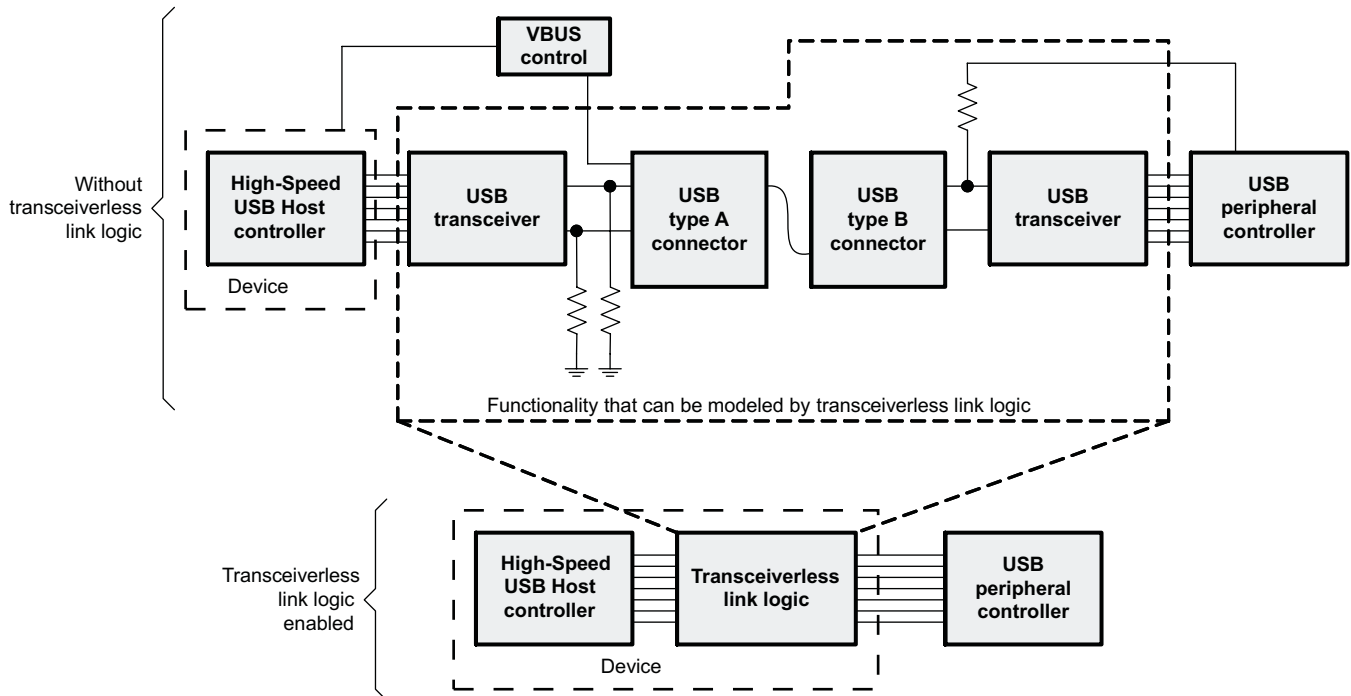 VBUS
control
Without
transceiverless
link logic
High-Speed
USB Host
controller
Device
USB
transceiver
USB
type A
connector
USB
type B
connector
USB
transceiver
USB
peripheral
controller
Functionality that can be modeled by transceiverless link logic
Transceiverless
link logic
enabled
High-Speed
USB Host
controller
Transceiverless
link logic
Device
USB
peripheral
controller